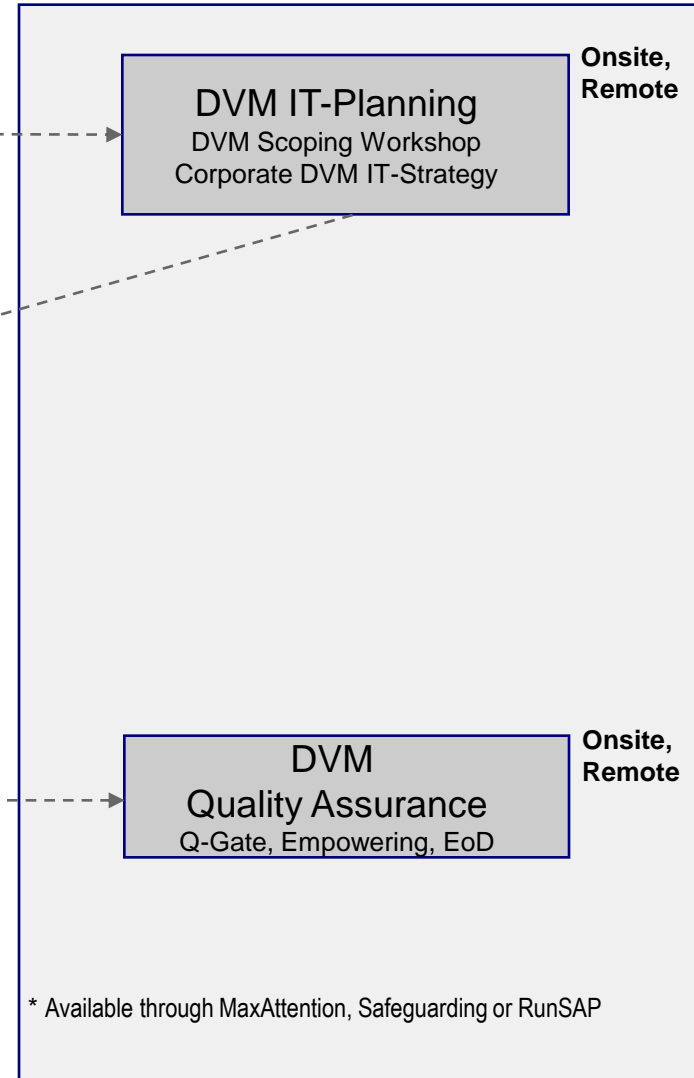 DVM IT-Planning
DVM Scoping Workshop
Corporate DVM IT-Strategy
Onsite,
Remote
DVM
Quality Assurance
Q-Gate, Empowering, EoD
Onsite,
Remote
* Available through MaxAttention, Safeguarding or RunSAP